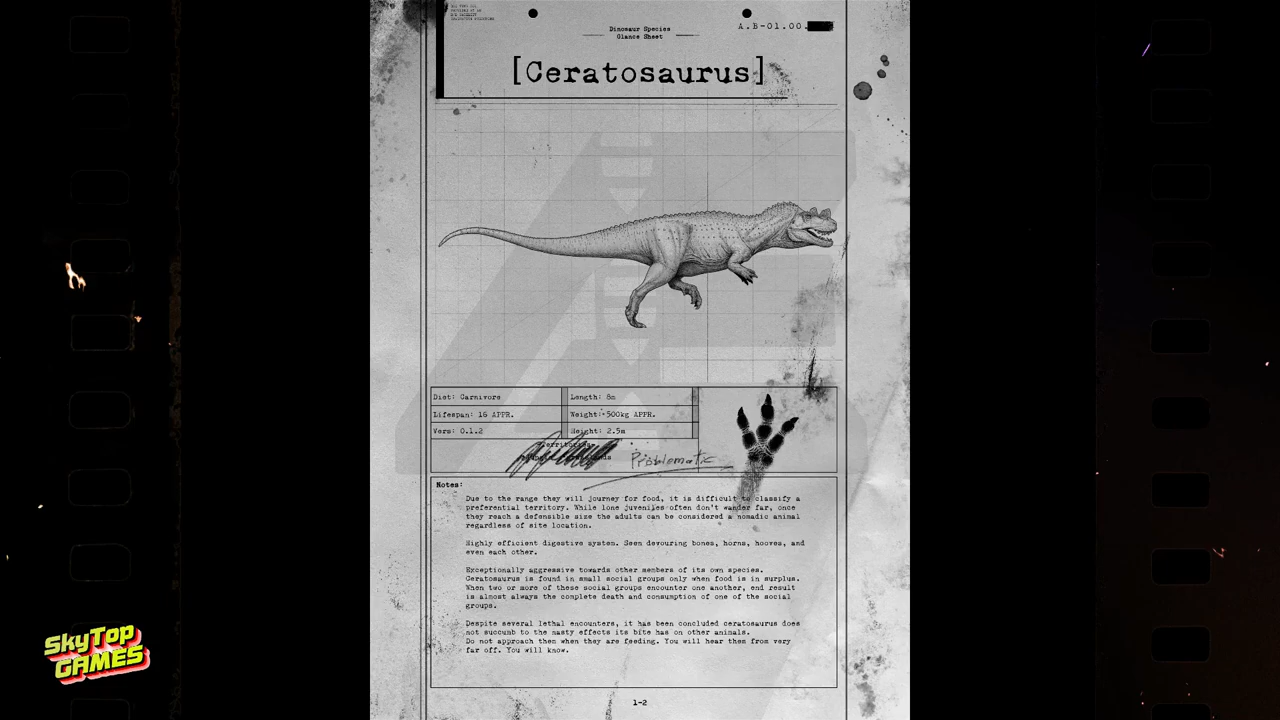 Dinosaur Species
Glance Sheet
A.B-01.00.
[Ceratosaurus]
Diet: Carnivore
Length: 8m
Lifespan: 16 APPR.
Weight: 500kg APPR.
Vers: 0.1.2
Height: 2.5m
Problematic
Notes:
Due to the range they will journey for food, it is difficult to classify a
preferential territory. While lone juveniles often don't wander far, once
they reach a defensible size the adults can be considered a nomadic animal
regardless of site location.
Highly efficient digestive system. Seen devouring bones, horns, hooves, and
even each other.
Exceptionally aggressive towards other members of its own species.
Ceratosaurus is found in small social groups only when food is in surplus.
When two or more of these social groups encounter one another, end result
is almost always the complete death and consumption of one of the social
groups.
Despite several lethal encounters, it has been concluded ceratosaurus does
not succumb to the nasty effects its bite has on other animals.
Do not approach them when they are feeding. You will hear them from very
far off. You will know.
SkyTop
GAMES
1-2